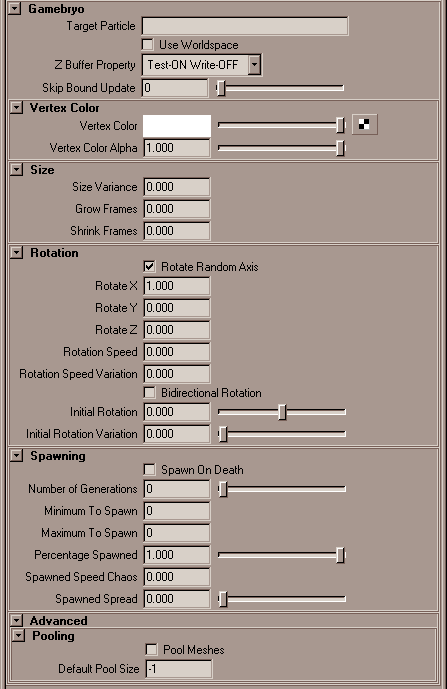 Gamebryo
Target Particle
Use Worldspace
Z Buffer Property Test-ON Write-OFF
Skip Bound Update 0
Vertex Color
Vertex Color
Vertex Color Alpha 1.000
Size
Size Variance 0.000
Grow Frames 0.000
Shrink Frames 0.000
Rotation
Rotate Random Axis
Rotate X 1.000
Rotate Y 0.000
Rotate Z 0.000
Rotation Speed 0.000
Rotation Speed Variation 0.000
Bidirectional Rotation
Initial Rotation 0.000
Initial Rotation Variation 0.000
Spawning
Spawn On Death
Number of Generations 0
Minimum To Spawn 0
Maximum To Spawn 0
Percentage Spawned 1.000
Spawned Speed Chaos 0.000
Spawned Spread 0.000
Advanced
Pooling
Pool Meshes
Default Pool Size -1